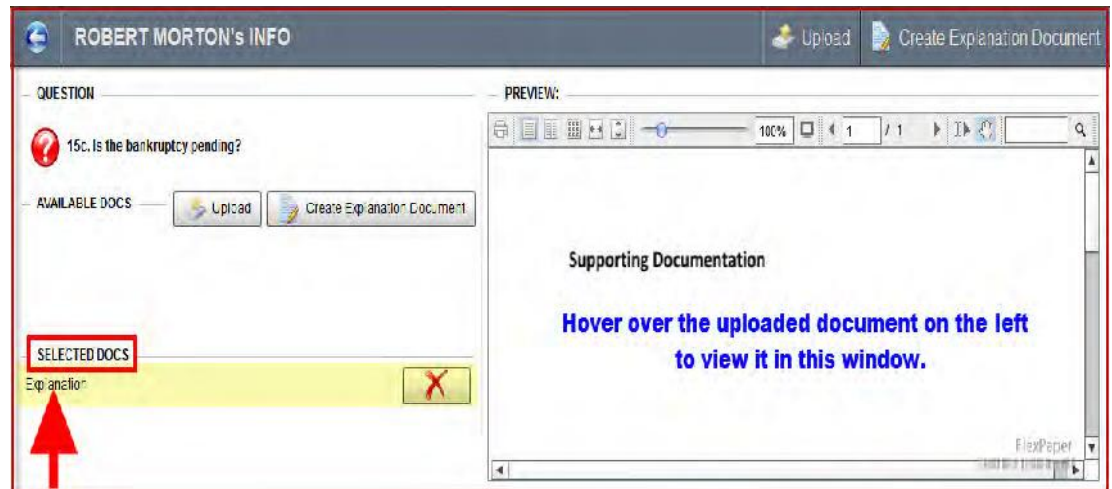 ROBERT MORTON's INFO
Upload
Create Explanation Document
QUESTION
15c. Is the bankruptcy pending?
AVAILABLE DOCS
Upload
Create Explanation Document
SELECTED DOCS
Explanation
PREVIEW:
100%
1
/ 1
Supporting Documentation
Hover over the uploaded document on the left
to view it in this window.
FlexPaper